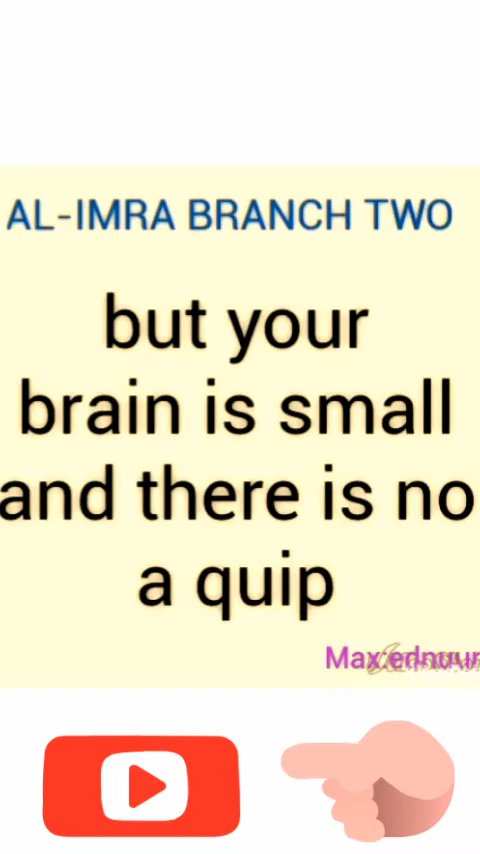 AL-IMRA BRANCH TWO
but your
brain is small
and there is no
a quip